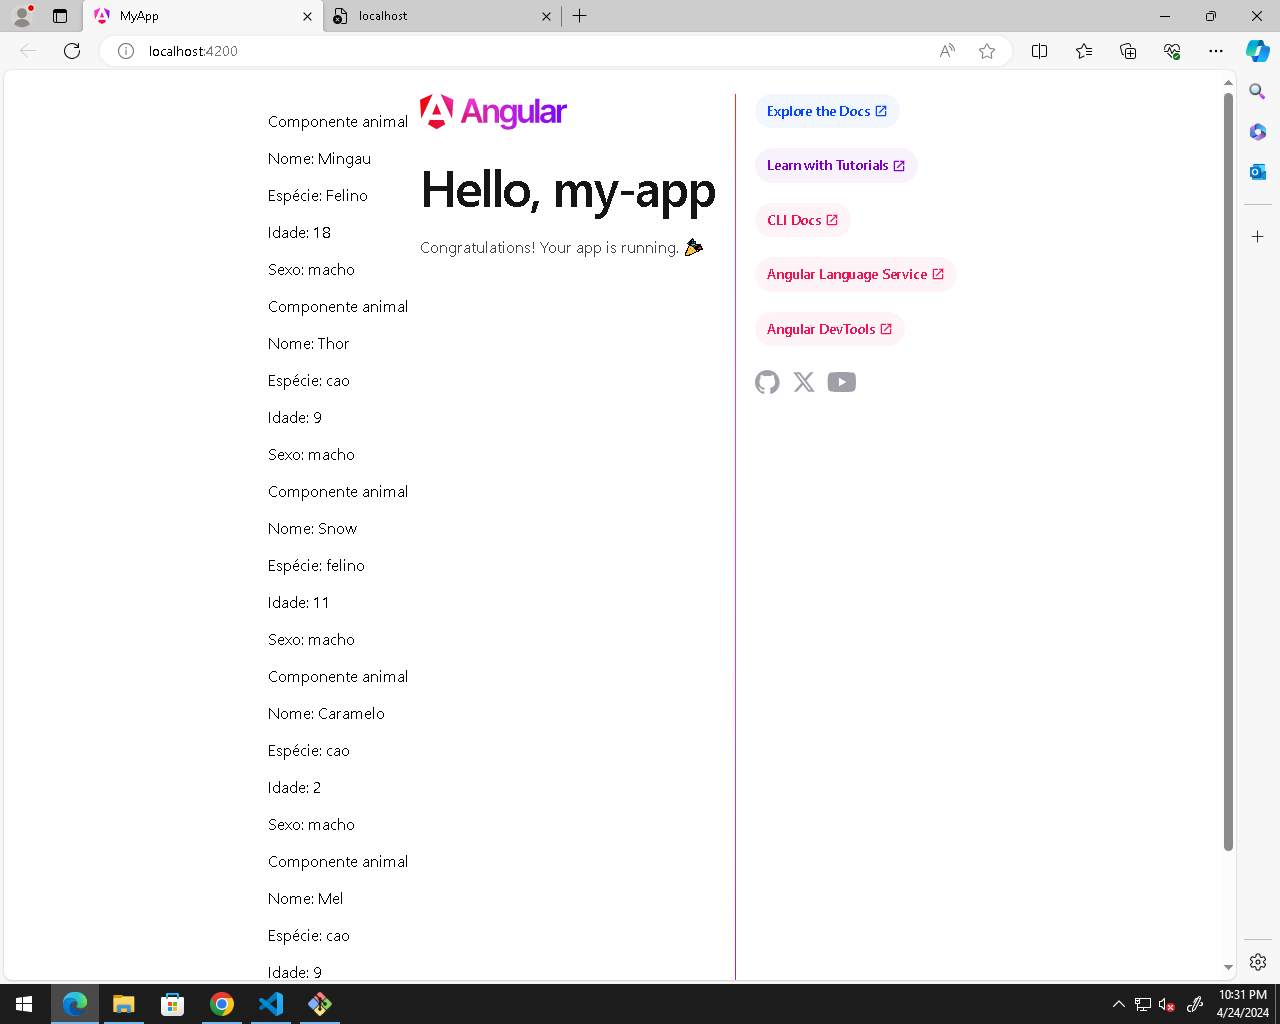 MyApp
localhost
localhost:4200
Componente animal
Nome: Mingau
Espécie: Felino
Idade: 18
Sexo: macho
Componente animal
Nome: Thor
Espécie: cao
Idade: 9
Sexo: macho
Componente animal
Nome: Snow
Espécie: felino
Idade: 11
Sexo: macho
Componente animal
Nome: Caramelo
Espécie: cao
Idade: 2
Sexo: macho
Componente animal
Nome: Mel
Espécie: cao
Idade: 9
Angular
Hello, my-app
Congratulations! Your app is running. 🎉
Explore the Docs
Learn with Tutorials
CLI Docs
Angular Language Service
Angular DevTools
10:31 PM
4/24/2024